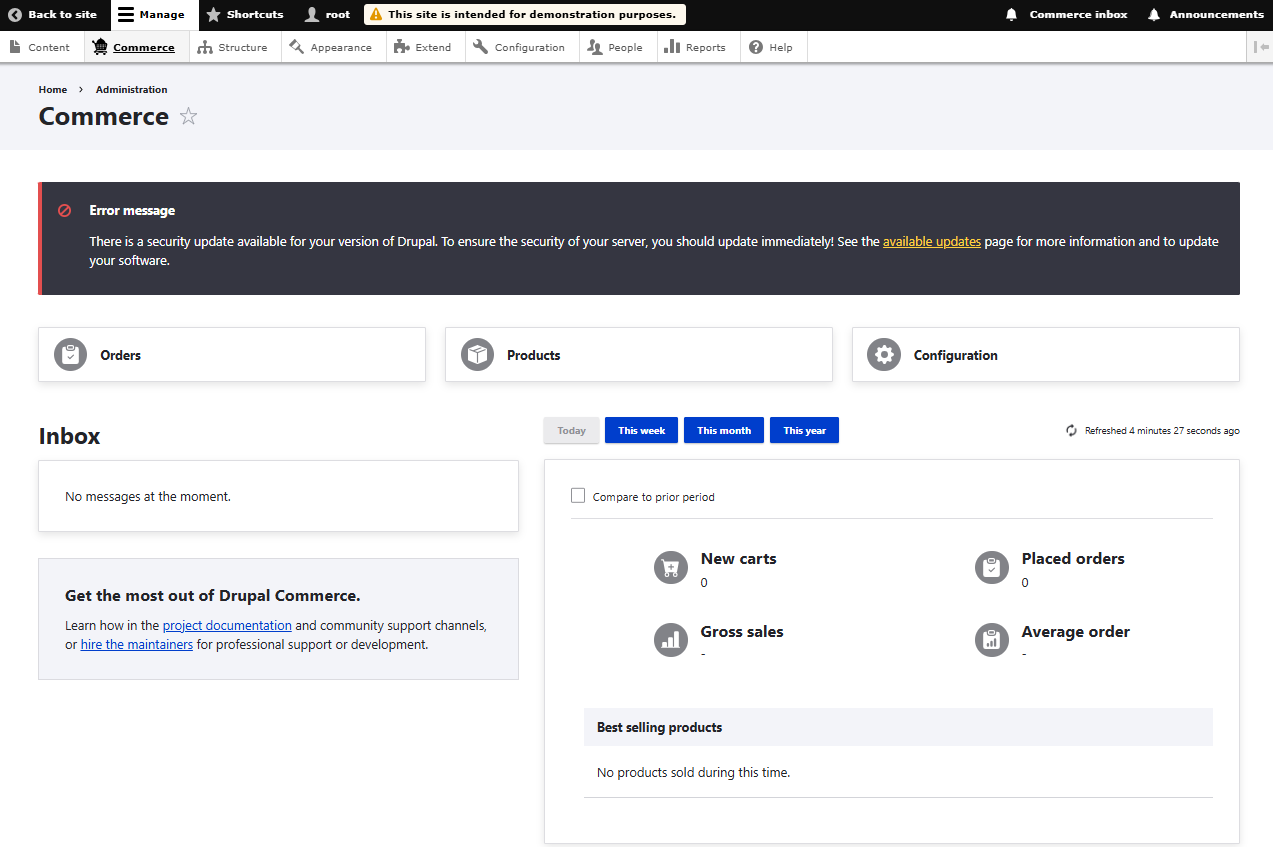 Back to site Manage Shortcuts root This site is intended for demonstration purposes. Commerce inbox Announcements
Content Commerce Structure Appearance Extend Configuration People Reports Help
Home › Administration
Commerce
Error message
There is a security update available for your version of Drupal. To ensure the security of your server, you should update immediately! See the available updates page for more information and to update
your software.
Orders Products Configuration
Inbox
No messages at the moment.
Get the most out of Drupal Commerce.
Learn how in the project documentation and community support channels,
or hire the maintainers for professional support or development.
Today This week This month This year Refreshed 4 minutes 27 seconds ago
Compare to prior period
New carts
0
Placed orders
0
Gross sales
-
Average order
-
Best selling products
No products sold during this time.